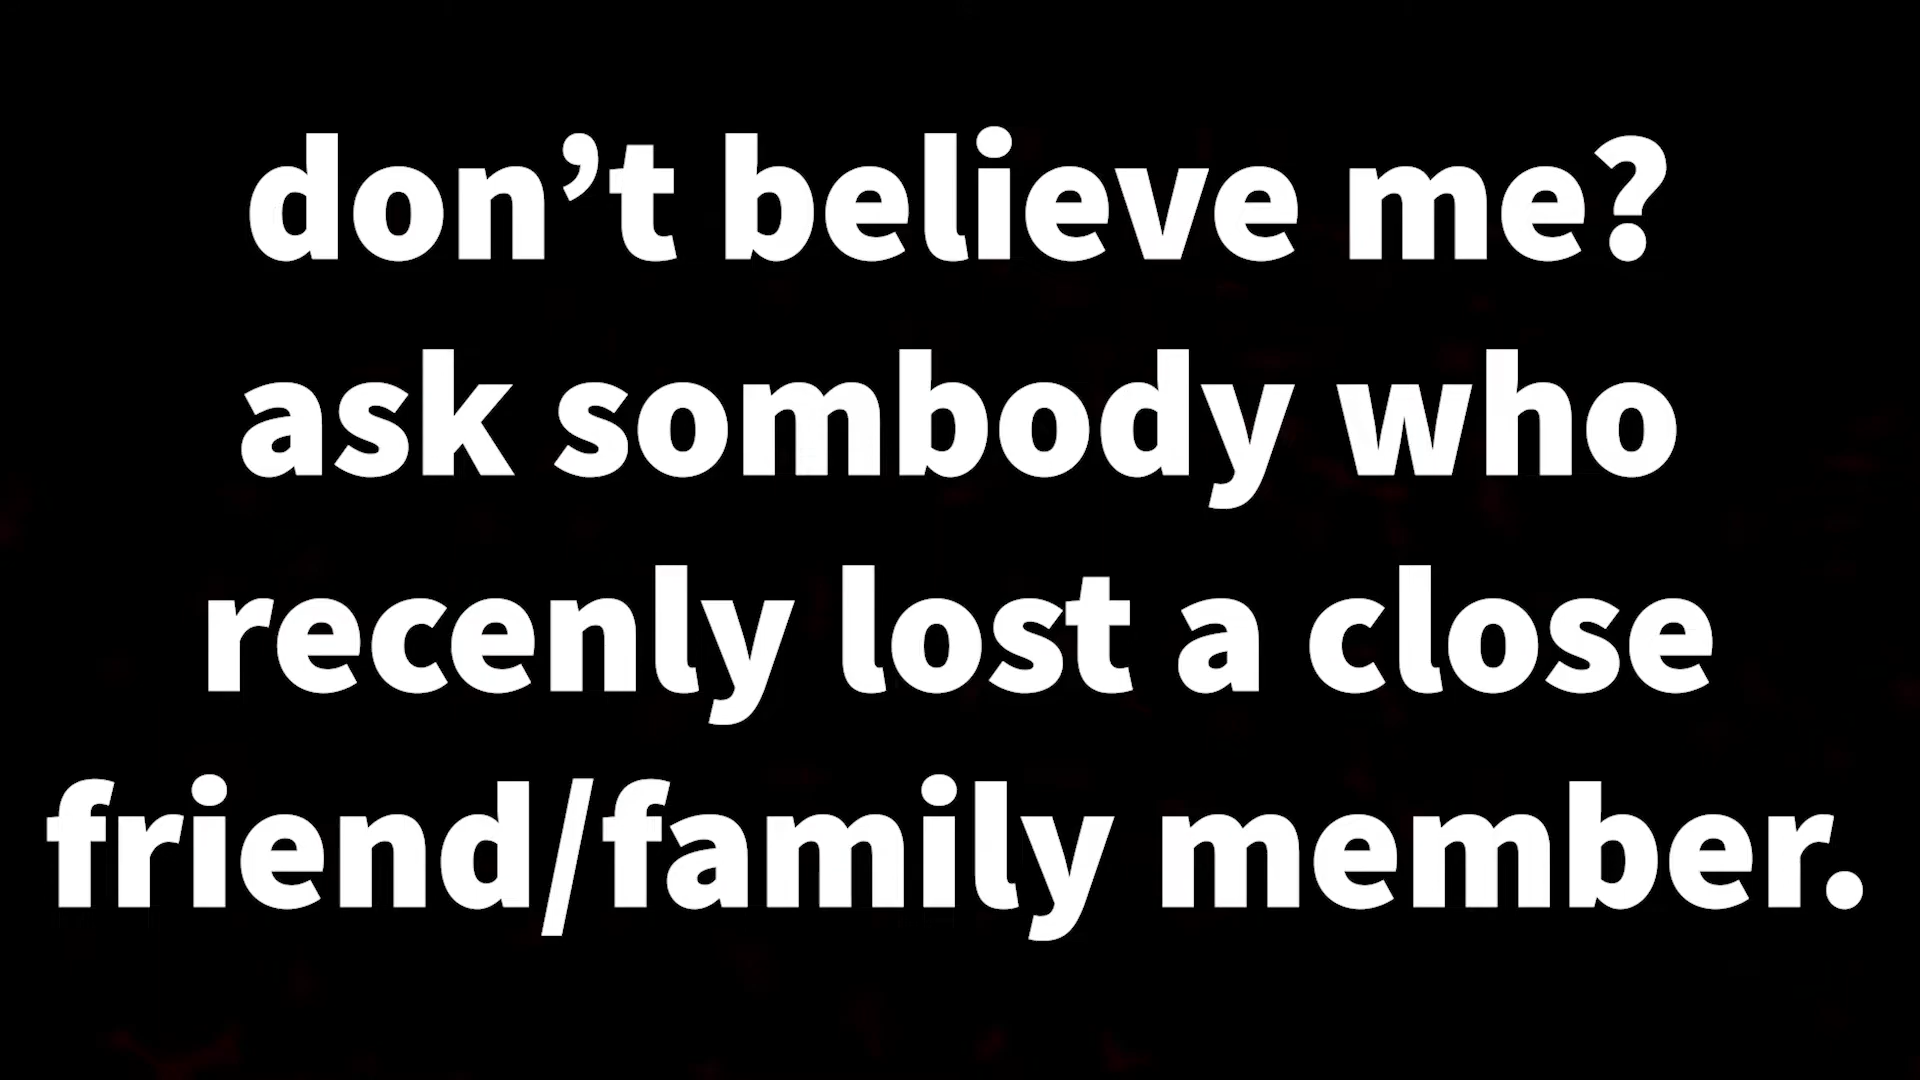 don’t believe me?
ask sombody who
recenly lost a close
friend/family member.